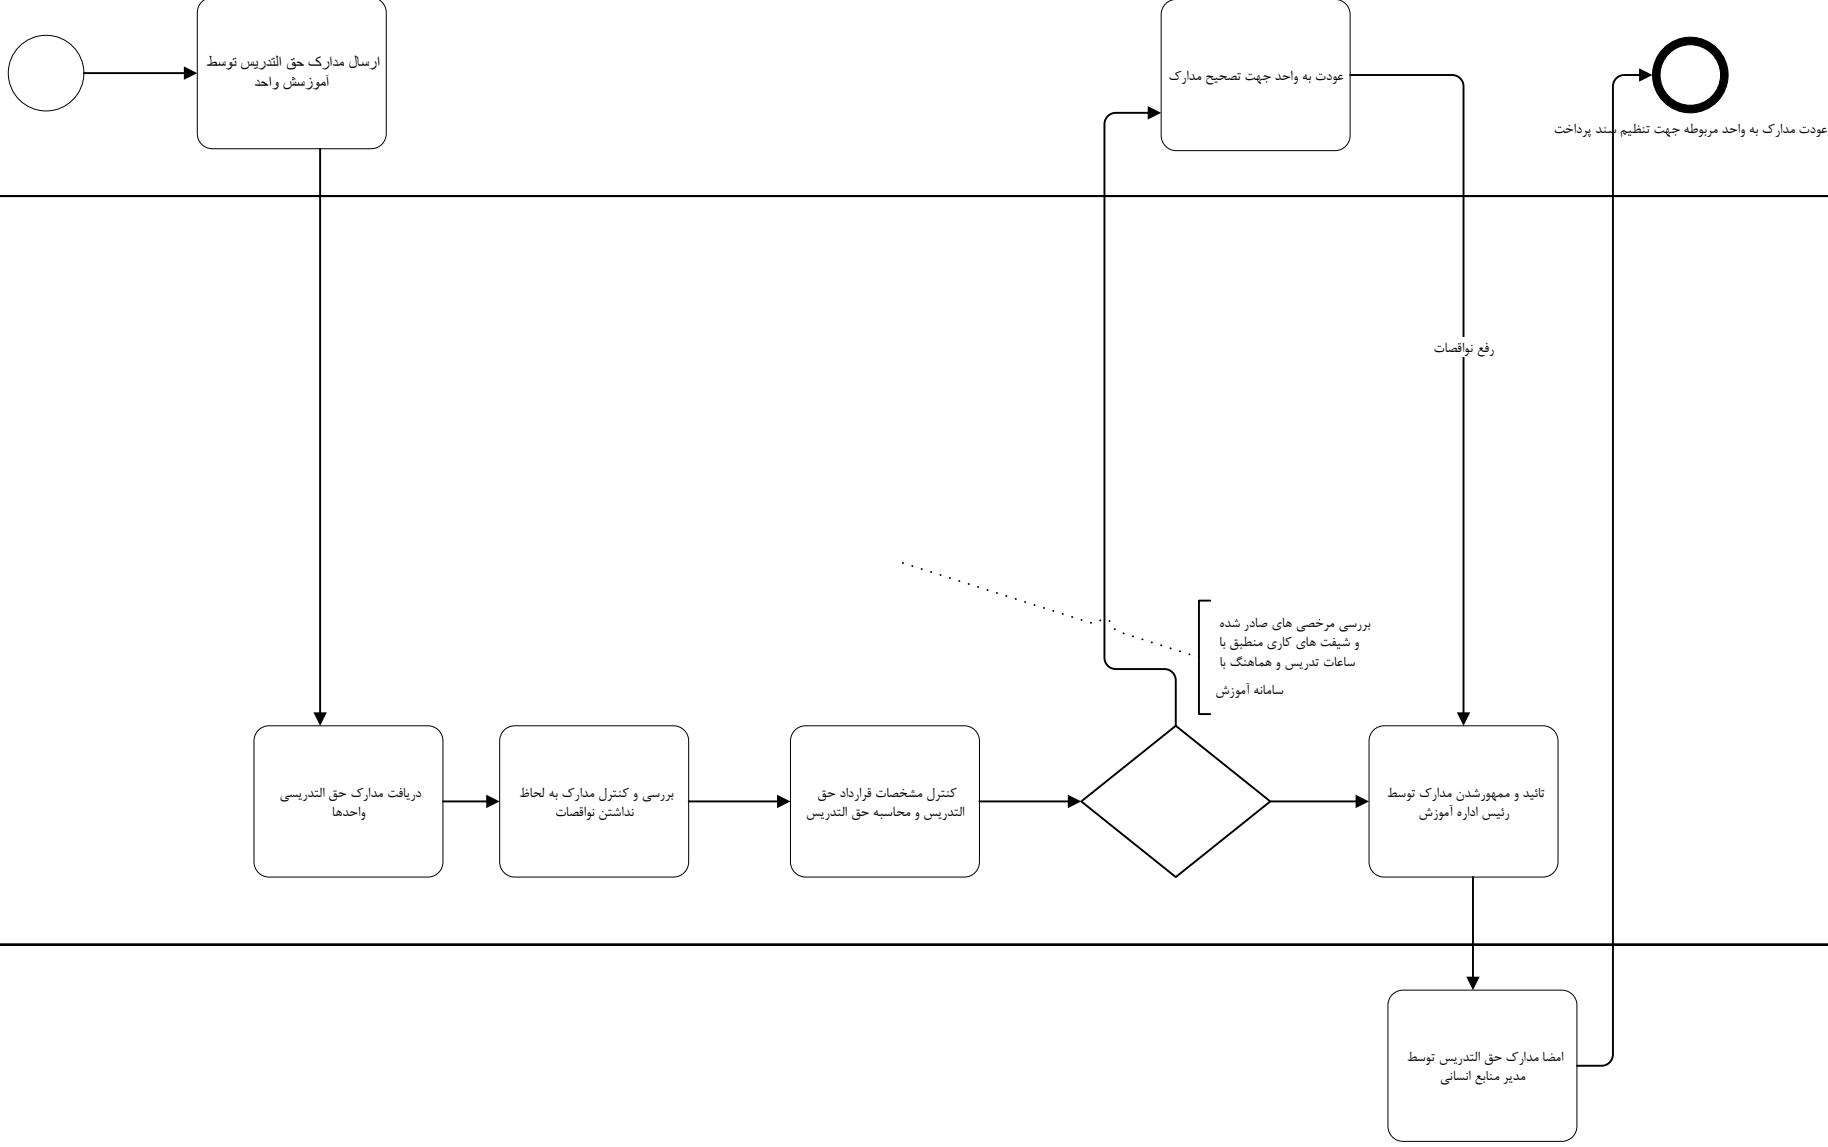 ارسال مدارک حق التدریس توسط
آموزسش واحد
عودت به واحد جهت تصحیح مدارک
عودت مدارک به واحد مربوطه جهت تنظیم سند پرداخت
رفع نواقصات
بررسی مرخصی های صادر شده
و شیفت های کاری منطبق با
ساعات تدریس و هماهنگ با
سامانه آموزش
دریافت مدارک حق التدریسی
واحدها
بررسی و کنترل مدارک به لحاظ
نداشتن نواقصات
کنترل مشخصات قرارداد حق
التدریس و محاسبه حق التدریس
تائید و ممهورشدن مدارک توسط
رئیس اداره آموزش
امضا مدارک حق التدریس توسط
مدیر منابع انسانی